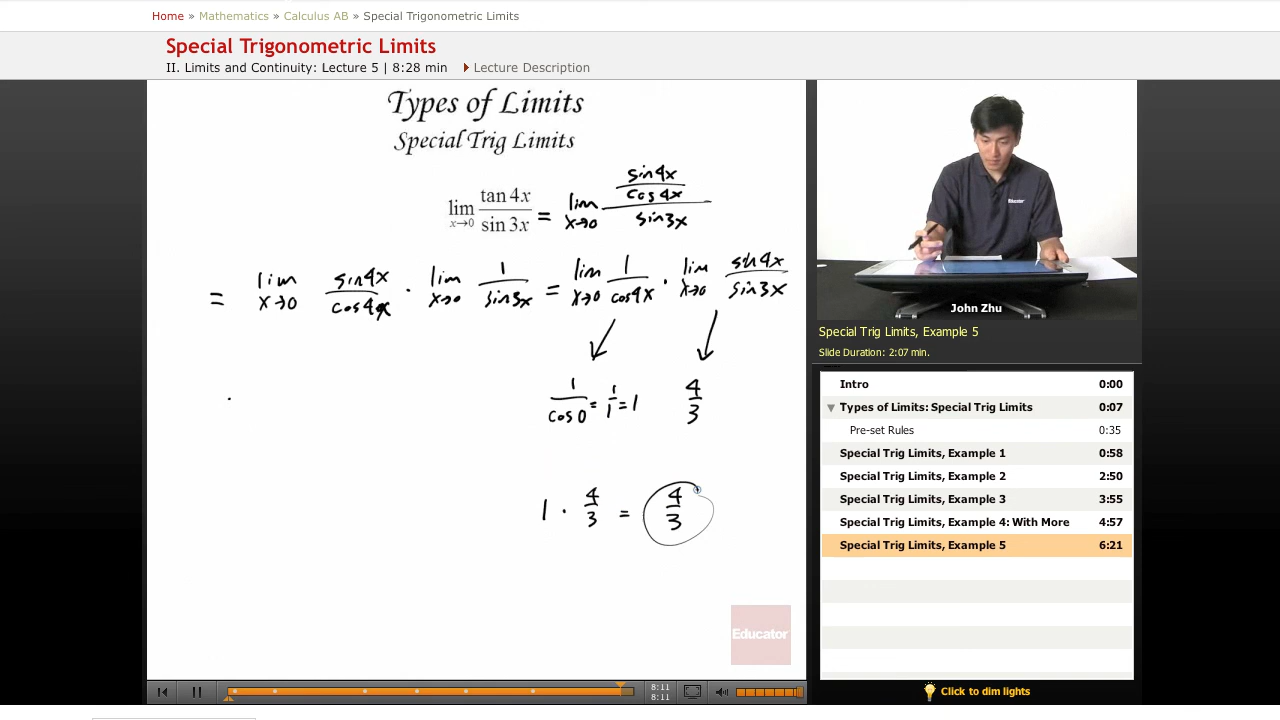 Home » Mathematics » Calculus AB » Special Trigonometric Limits
Special Trigonometric Limits
II. Limits and Continuity: Lecture 5 | 8:28 min Lecture Description
Types of Limits
Special Trig Limits
lim x→0 tan 4x / sin 3x = lim x→0 (sin4x / cos4x) / sin3x
= lim x→0 sin4x / cos4x · lim x→0 1 / sin3x = lim x→0 1 / cos4x · lim x→0 sin4x / sin3x
1 / cos0 = 1/1 = 1 4/3
1 · 4/3 = 4/3
Educator
8:11
8:11
Educator
John Zhu
Special Trig Limits, Example 5
Slide Duration: 2:07 min.
Intro 0:00
Types of Limits: Special Trig Limits 0:07
Pre-set Rules 0:35
Special Trig Limits, Example 1 0:58
Special Trig Limits, Example 2 2:50
Special Trig Limits, Example 3 3:55
Special Trig Limits, Example 4: With More 4:57
Special Trig Limits, Example 5 6:21
Click to dim lights